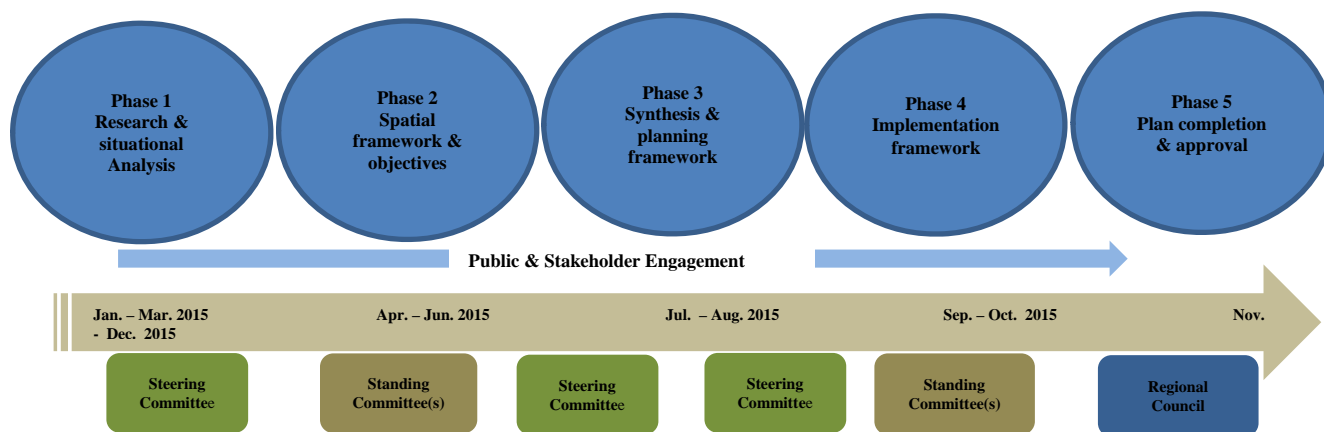 Phase 1
Research &
situational
Analysis
Phase 2
Spatial
framework &
objectives
Phase 3
Synthesis &
planning
framework
Phase 4
Implementation
framework
Phase 5
Plan completion
& approval
Public & Stakeholder Engagement
Jan. – Mar. 2015 Apr. – Jun. 2015 Jul. – Aug. 2015 Sep. – Oct. 2015 Nov.
- Dec. 2015
Steering
Committee
Standing
Committee(s)
Steering
Committee
Steering
Committee
Standing
Committee(s)
Regional
Council